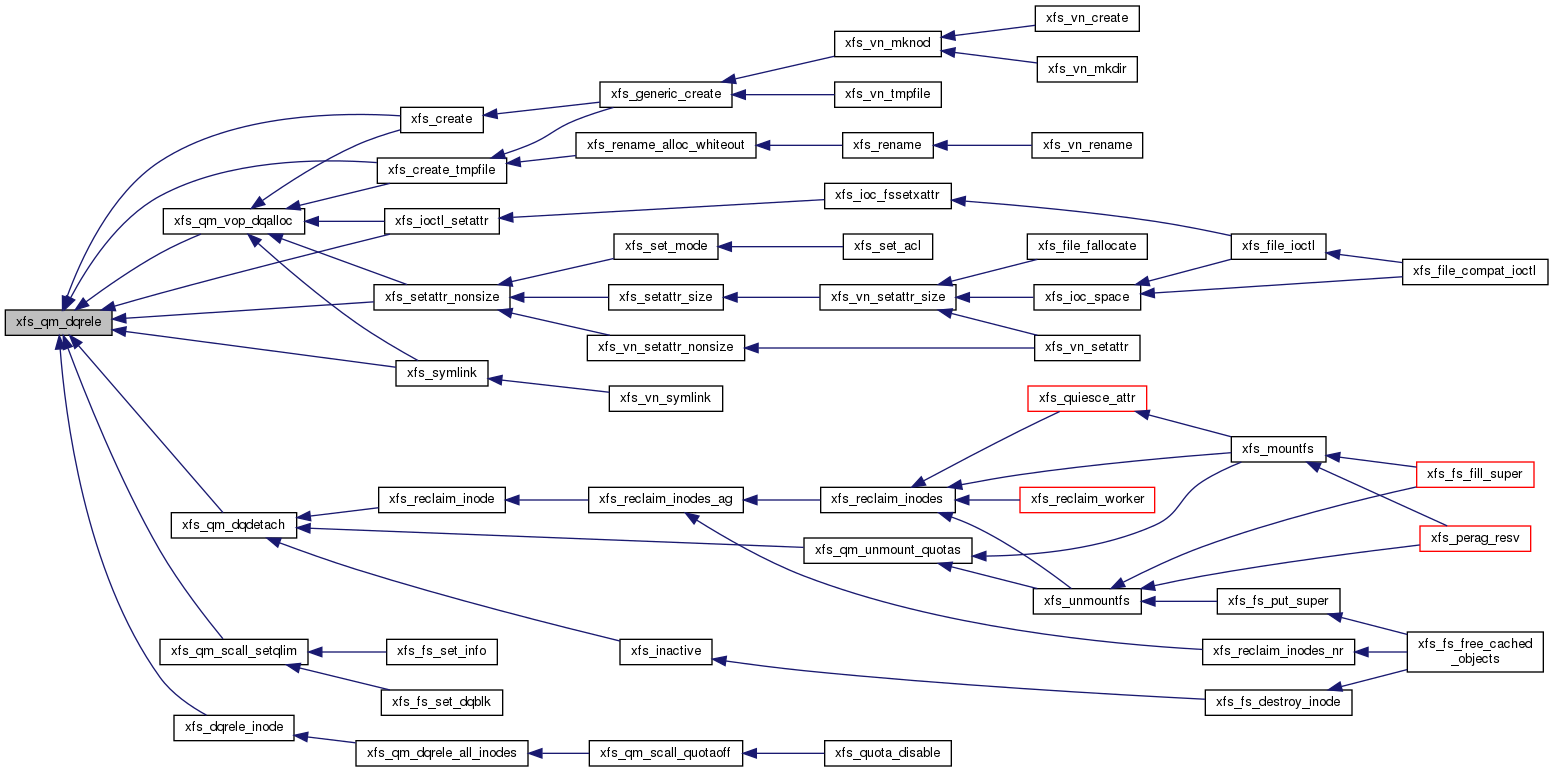 xfs_vn_create
xfs_vn_mknod
xfs_vn_mkdir
xfs_generic_create
xfs_vn_tmpfile
xfs_create
xfs_rename_alloc_whiteout
xfs_rename
xfs_vn_rename
xfs_create_tmpfile
xfs_ioc_fssetxattr
xfs_qm_vop_dqalloc
xfs_ioctl_setattr
xfs_set_mode
xfs_set_acl
xfs_file_fallocate
xfs_file_ioctl
xfs_file_compat_ioctl
xfs_setattr_nonsize
xfs_setattr_size
xfs_vn_setattr_size
xfs_ioc_space
xfs_qm_dqrele
xfs_vn_setattr_nonsize
xfs_vn_setattr
xfs_symlink
xfs_vn_symlink
xfs_quiesce_attr
xfs_mountfs
xfs_fs_fill_super
xfs_reclaim_inode
xfs_reclaim_inodes_ag
xfs_reclaim_inodes
xfs_reclaim_worker
xfs_qm_dqdetach
xfs_perag_resv
xfs_qm_unmount_quotas
xfs_unmountfs
xfs_fs_put_super
xfs_qm_scall_setqlim
xfs_fs_set_info
xfs_inactive
xfs_reclaim_inodes_nr
xfs_fs_free_cached
_objects
xfs_fs_set_dqblk
xfs_fs_destroy_inode
xfs_dqrele_inode
xfs_qm_dqrele_all_inodes
xfs_qm_scall_quotaoff
xfs_quota_disable